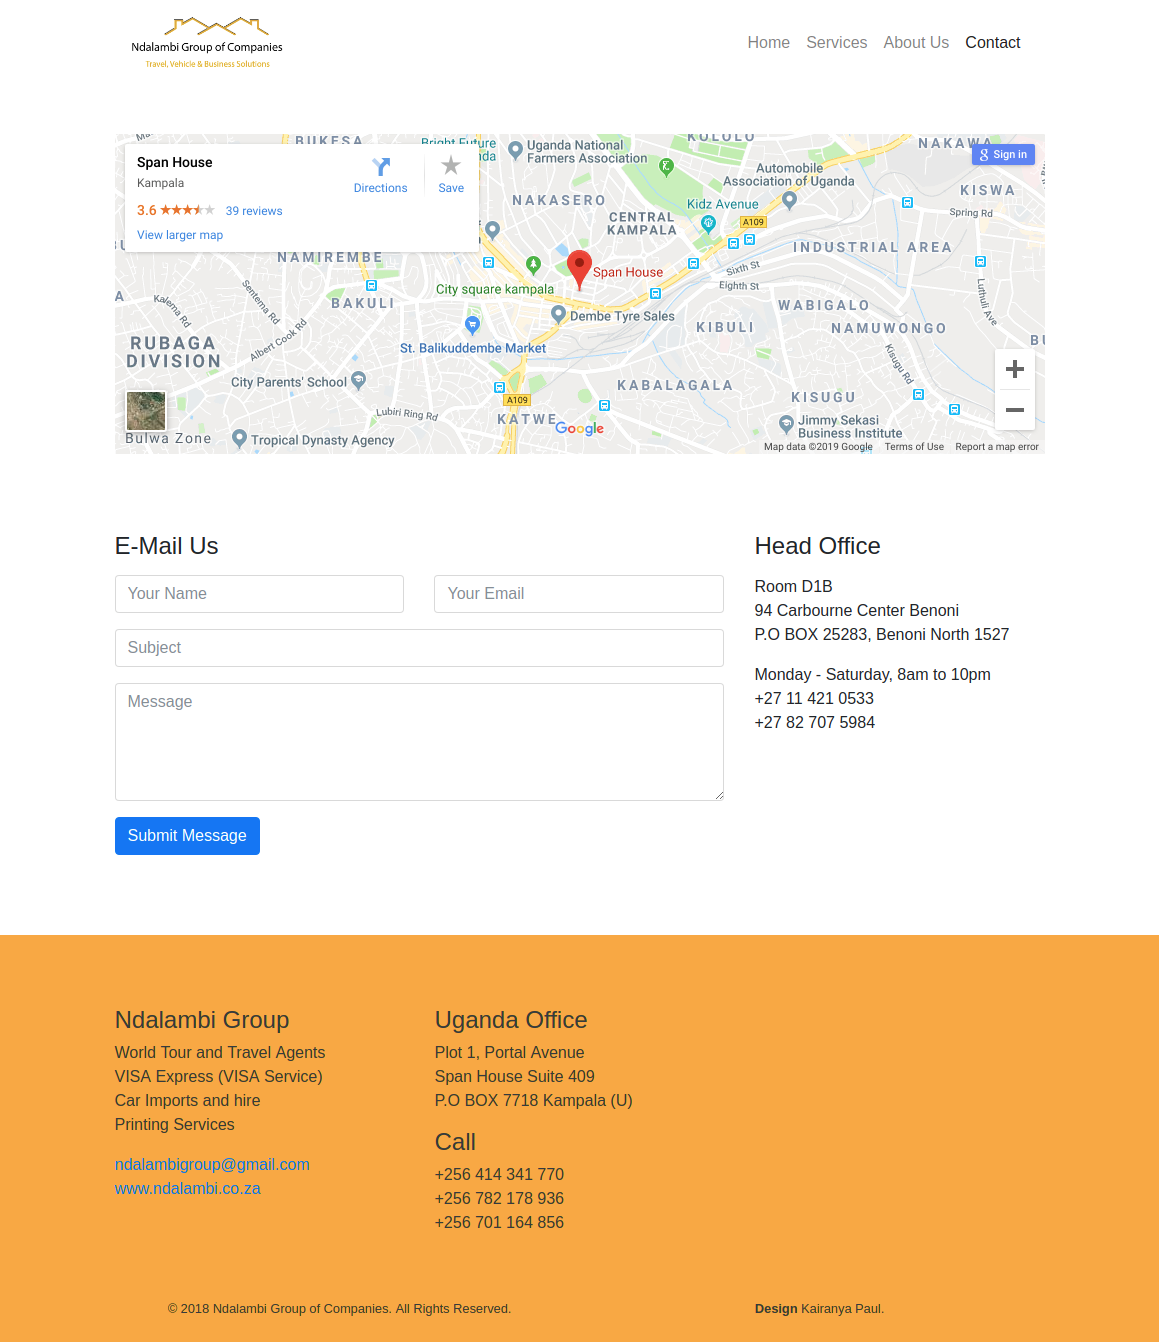 Ndalambi Group of Companies
Travel, Vehicle & Business Solutions
Home Services About Us Contact
Span House
Kampala
3.6 39 reviews
View larger map
Directions
Save
Sign in
BUKESA
Bright Future
Uganda National
Farmers Association
KOLOLO
NAKAWA
Automobile
Association of Uganda
KISWA
Spring Rd
NAKASERO
Kidz Avenue
CENTRAL
KAMPALA
A109
INDUSTRIAL AREA
NAMIREMBE
Span House
Sixth St
Eighth St
City square kampala
Luthuli Ave
Kalema Rd
Sentema Rd
BAKULI
WABIGALO
Dembe Tyre Sales
KIBULI
NAMUWONGO
Albert Cook Rd
RUBAGA
DIVISION
St. Balikuddembe Market
Kisugu Rd
City Parents' School
KABALAGALA
KISUGU
A109
Lubiri Ring Rd
KATWE
Google
Jimmy Sekasi
Business Institute
Bulwa Zone
Tropical Dynasty Agency
Map data ©2019 Google Terms of Use Report a map error
E-Mail Us
Your Name
Your Email
Subject
Message
Submit Message
Head Office
Room D1B
94 Carbourne Center Benoni
P.O BOX 25283, Benoni North 1527
Monday - Saturday, 8am to 10pm
+27 11 421 0533
+27 82 707 5984
Ndalambi Group
World Tour and Travel Agents
VISA Express (VISA Service)
Car Imports and hire
Printing Services
ndalambigroup@gmail.com
www.ndalambi.co.za
Uganda Office
Plot 1, Portal Avenue
Span House Suite 409
P.O BOX 7718 Kampala (U)
Call
+256 414 341 770
+256 782 178 936
+256 701 164 856
© 2018 Ndalambi Group of Companies. All Rights Reserved.
Design Kairanya Paul.